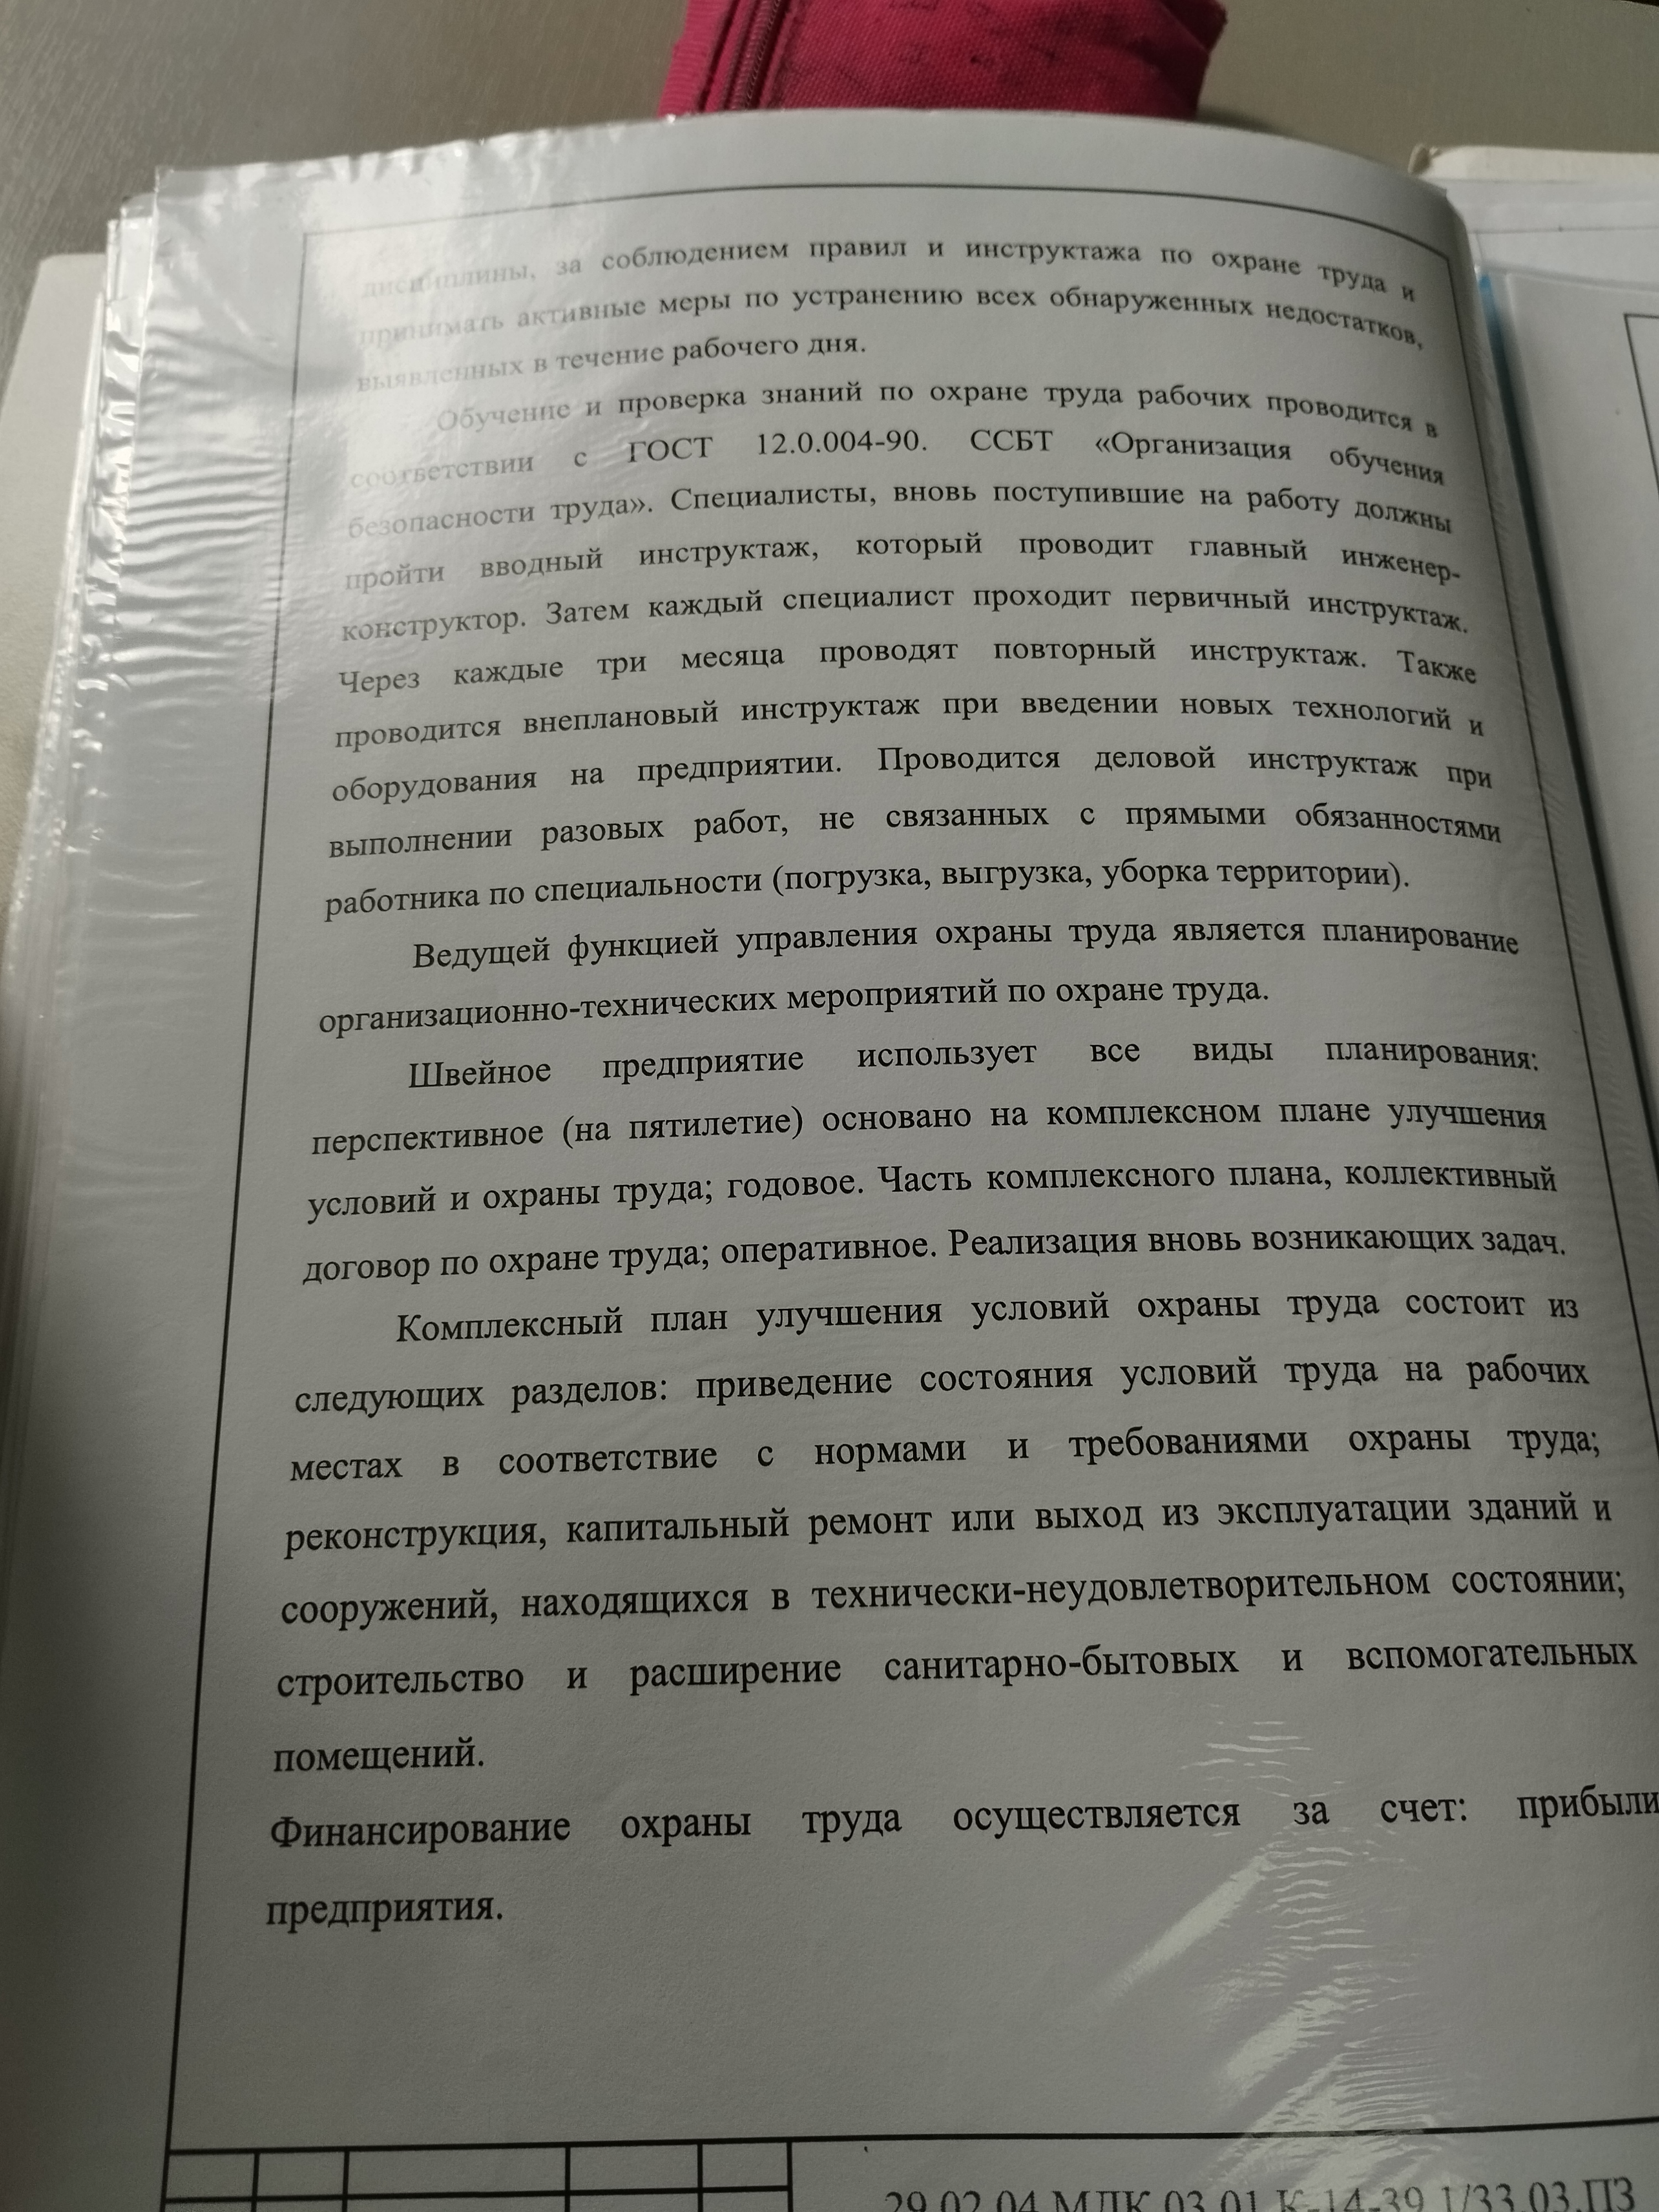 дисциплины, за соблюдением правил и инструктажа по охране труда и
принимать активные меры по устранению всех обнаруженных недостатков,
выявленных в течение рабочего дня.
Обучение и проверка знаний по охране труда рабочих проводится в
соответствии с ГОСТ 12.0.004-90. ССБТ «Организация обучения
безопасности труда». Специалисты, вновь поступившие на работу должны
пройти вводный инструктаж, который проводит главный инженер-
конструктор. Затем каждый специалист проходит первичный инструктаж.
Через каждые три месяца проводят повторный инструктаж. Также
проводится внеплановый инструктаж при введении новых технологий и
оборудования на предприятии. Проводится деловой инструктаж при
выполнении разовых работ, не связанных с прямыми обязанностями
работника по специальности (погрузка, выгрузка, уборка территории).
Ведущей функцией управления охраны труда является планирование
организационно-технических мероприятий по охране труда.
Швейное предприятие использует все виды планирования:
перспективное (на пятилетие) основано на комплексном плане улучшения
условий и охраны труда; годовое. Часть комплексного плана, коллективный
договор по охране труда; оперативное. Реализация вновь возникающих задач.
Комплексный план улучшения условий охраны труда состоит из
следующих разделов: приведение состояния условий труда на рабочих
местах в соответствие с нормами и требованиями охраны труда;
реконструкция, капитальный ремонт или выход из эксплуатации зданий и
сооружений, находящихся в технически-неудовлетворительном состоянии;
строительство и расширение санитарно-бытовых и вспомогательных
помещений.
Финансирование охраны труда осуществляется за счет: прибыли
предприятия.
29.02.04.МДК.03.01.К-14-39.1/33.03.ПЗ